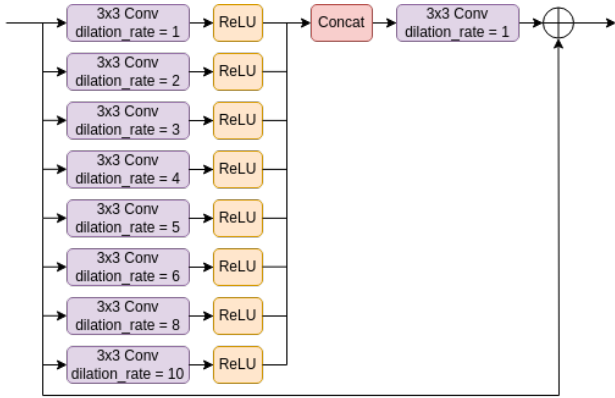 3x3 Conv
dilation_rate = 1
ReLU
Concat
3x3 Conv
dilation_rate = 1
3x3 Conv
dilation_rate = 2
ReLU
3x3 Conv
dilation_rate = 3
ReLU
3x3 Conv
dilation_rate = 4
ReLU
3x3 Conv
dilation_rate = 5
ReLU
3x3 Conv
dilation_rate = 6
ReLU
3x3 Conv
dilation_rate = 8
ReLU
3x3 Conv
dilation_rate = 10
ReLU